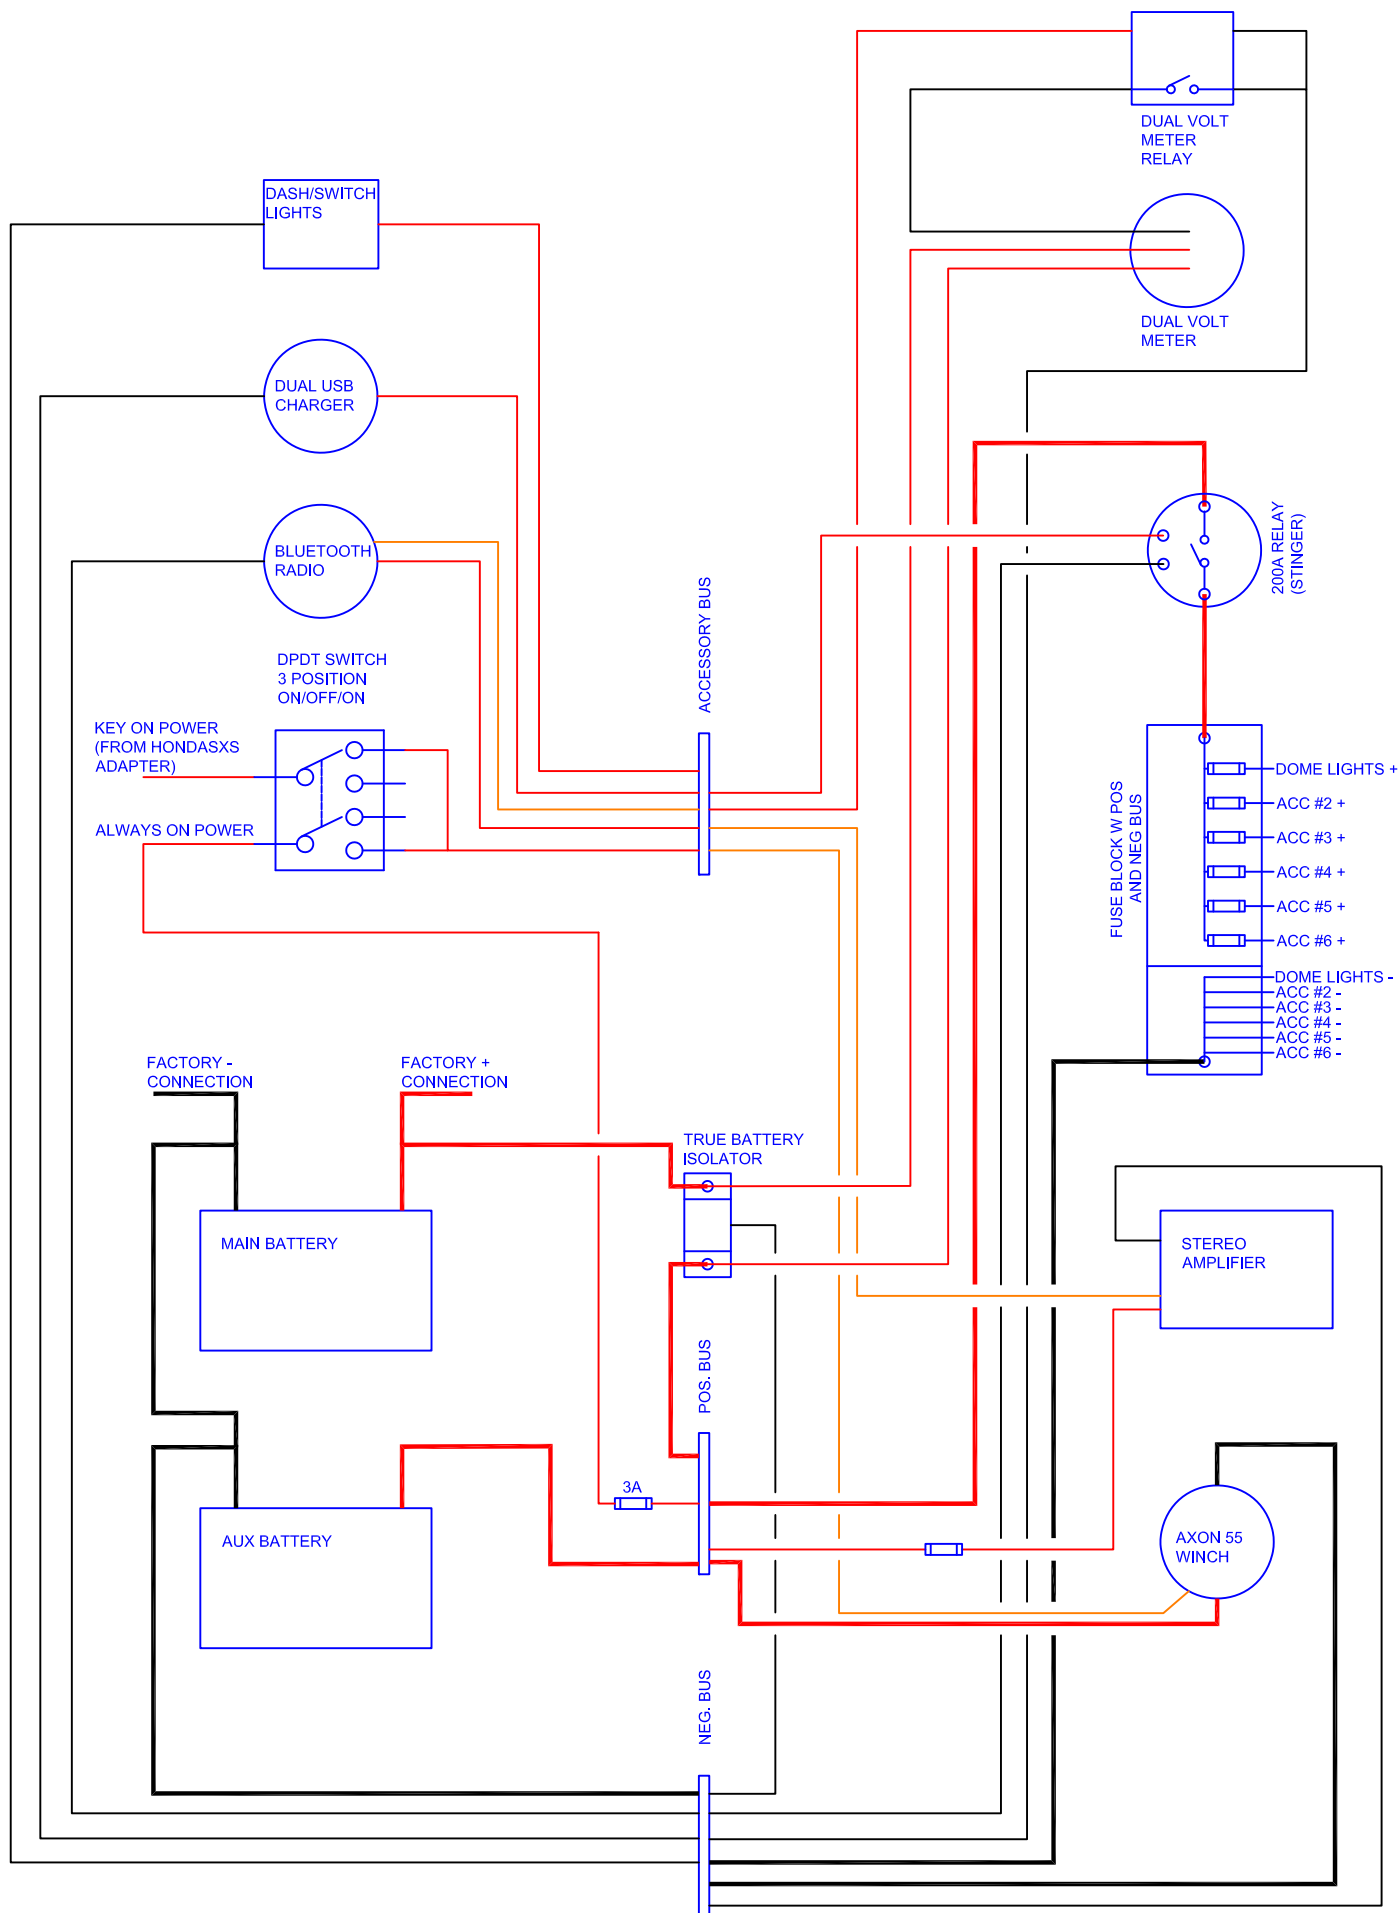 DUAL VOLT
METER
RELAY
DASH/SWITCH
LIGHTS
DUAL VOLT
METER
DUAL USB
CHARGER
200A RELAY
(STINGER)
BLUETOOTH
RADIO
ACCESSORY BUS
DPDT SWITCH
3 POSITION
ON/OFF/ON
KEY ON POWER
(FROM HONDASXS
ADAPTER)
ALWAYS ON POWER
FUSE BLOCK W POS
AND NEG BUS
DOME LIGHTS +
ACC #2 +
ACC #3 +
ACC #4 +
ACC #5 +
ACC #6 +
DOME LIGHTS -
ACC #2 -
ACC #3 -
ACC #4 -
ACC #5 -
ACC #6 -
FACTORY -
CONNECTION
FACTORY +
CONNECTION
TRUE BATTERY
ISOLATOR
MAIN BATTERY
STEREO
AMPLIFIER
POS. BUS
3A
AUX BATTERY
AXON 55
WINCH
NEG. BUS